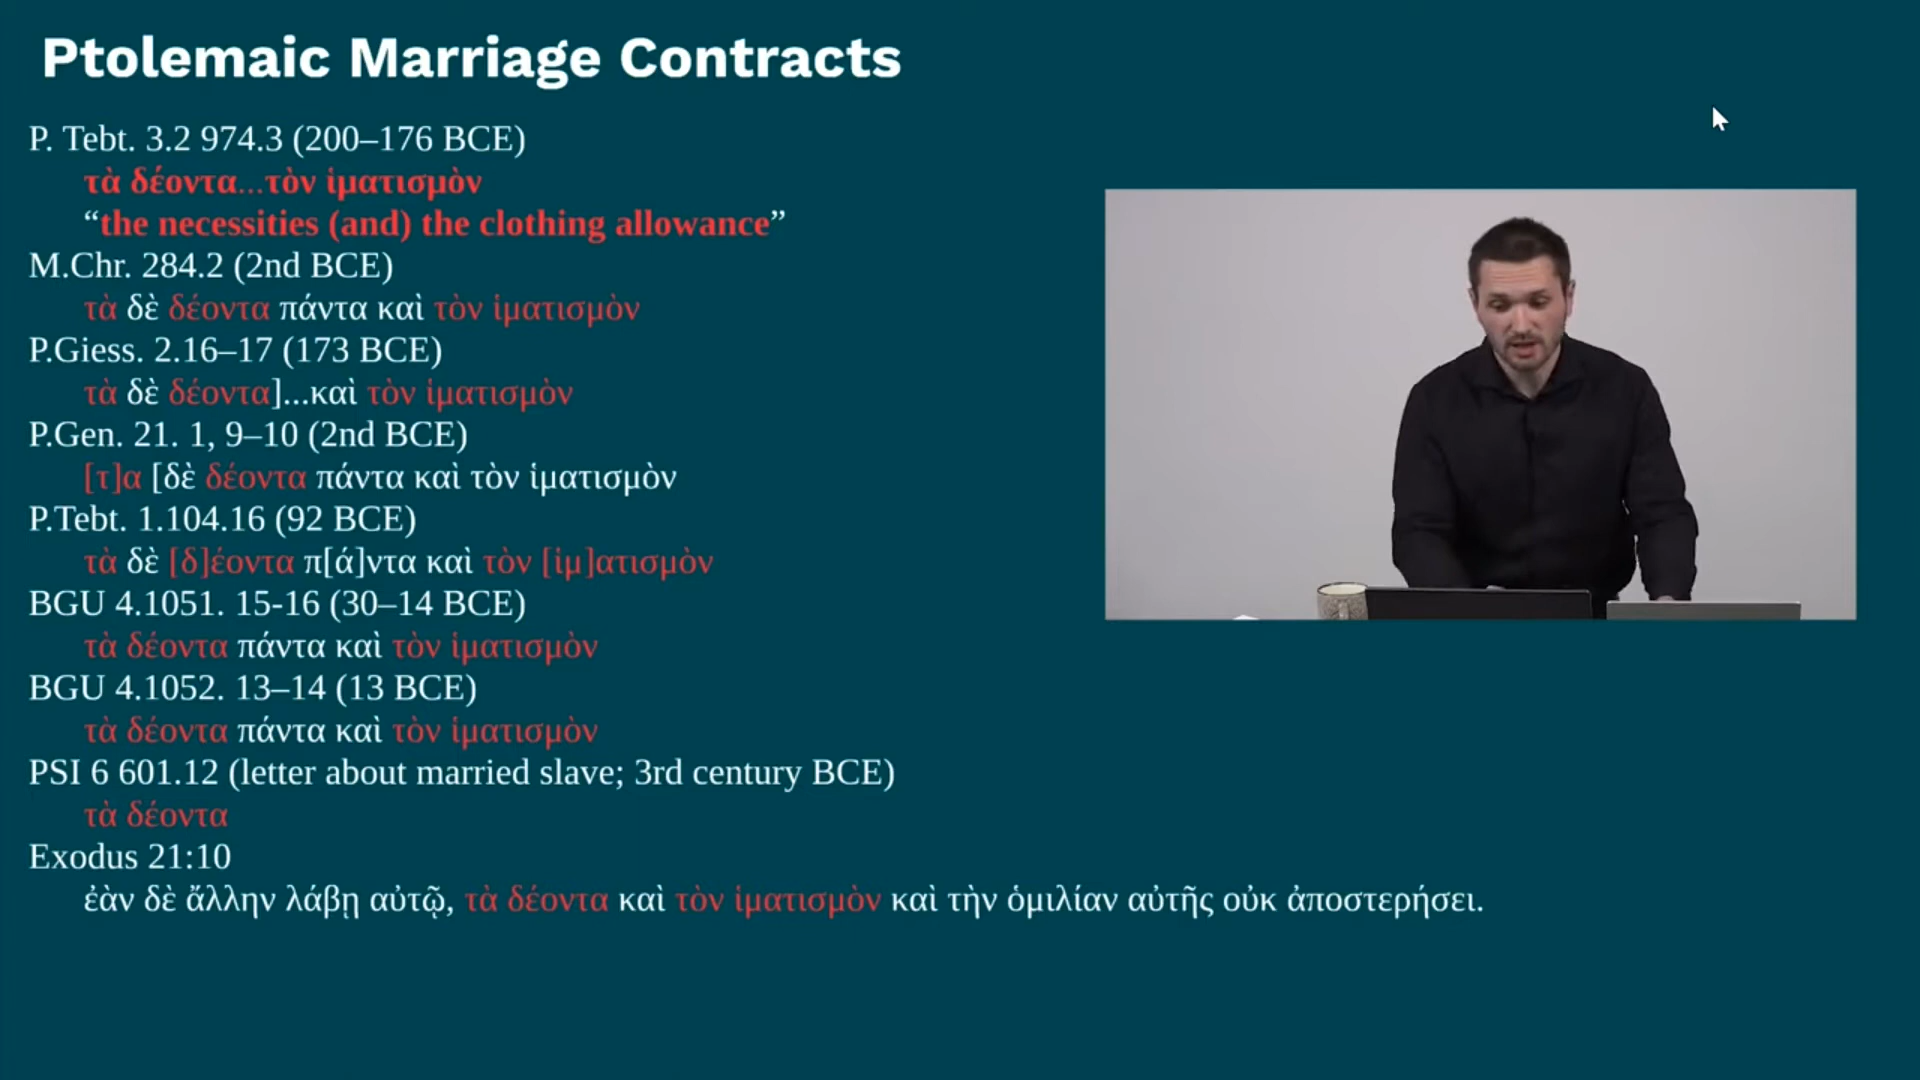 Ptolemaic Marriage Contracts
P. Tebt. 3.2 974.3 (200–176 BCE)
τὰ δέοντα...τὸν ἱματισμὸν
“the necessities (and) the clothing allowance”
M.Chr. 284.2 (2nd BCE)
τὰ δὲ δέοντα πάντα καὶ τὸν ἱματισμὸν
P.Giess. 2.16–17 (173 BCE)
τὰ δὲ δέοντα]...καὶ τὸν ἱματισμὸν
P.Gen. 21. 1, 9–10 (2nd BCE)
[τ]α [δὲ δέοντα πάντα καὶ τὸν ἱματισμὸν
P.Tebt. 1.104.16 (92 BCE)
τὰ δὲ [δ]έοντα π[ά]ντα καὶ τὸν [ἱμ]ατισμὸν
BGU 4.1051. 15-16 (30–14 BCE)
τὰ δέοντα πάντα καὶ τὸν ἱματισμὸν
BGU 4.1052. 13–14 (13 BCE)
τὰ δέοντα πάντα καὶ τὸν ἱματισμὸν
PSI 6 601.12 (letter about married slave; 3rd century BCE)
τὰ δέοντα
Exodus 21:10
ἐὰν δὲ ἄλλην λάβῃ αὐτῷ, τὰ δέοντα καὶ τὸν ἱματισμὸν καὶ τὴν ὁμιλίαν αὐτῆς οὐκ ἀποστερήσει.